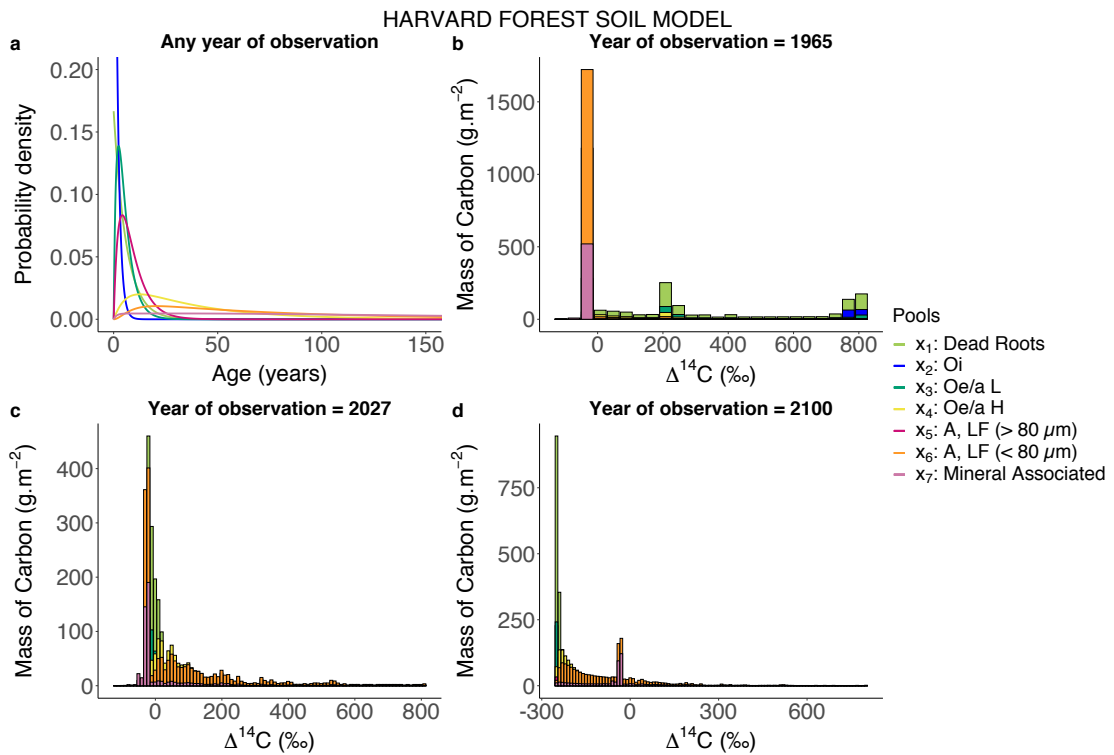 HARVARD FOREST SOIL MODEL
a
Any year of observation
0.20
0.15
0.10
0.05
0.00
Probability density
0 50 100 150
Age (years)
b
Year of observation = 1965
1500
1000
500
0
Mass of Carbon (g.m⁻²)
0 200 400 600 800
Δ¹⁴C (‰)
Pools
x₁: Dead Roots
x₂: Oi
x₃: Oe/a L
x₄: Oe/a H
x₅: A, LF (> 80 µm)
x₆: A, LF (< 80 µm)
x₇: Mineral Associated
c
Year of observation = 2027
400
300
200
100
0
Mass of Carbon (g.m⁻²)
0 200 400 600 800
Δ¹⁴C (‰)
d
Year of observation = 2100
750
500
250
0
Mass of Carbon (g.m⁻²)
-300 0 300 600
Δ¹⁴C (‰)